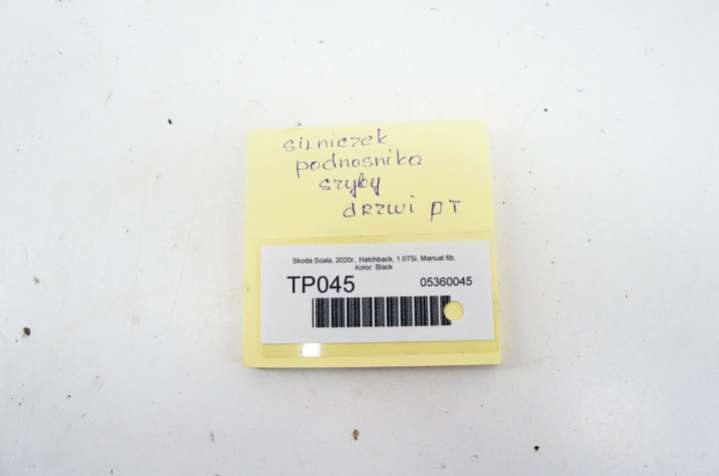 silniczek
podnosnika
szyby
drzwi PT
Skoda Scala, 2020r., Hatchback, 1.0TSi, Manual 6b,
Kolor: Black
TP045 05360045